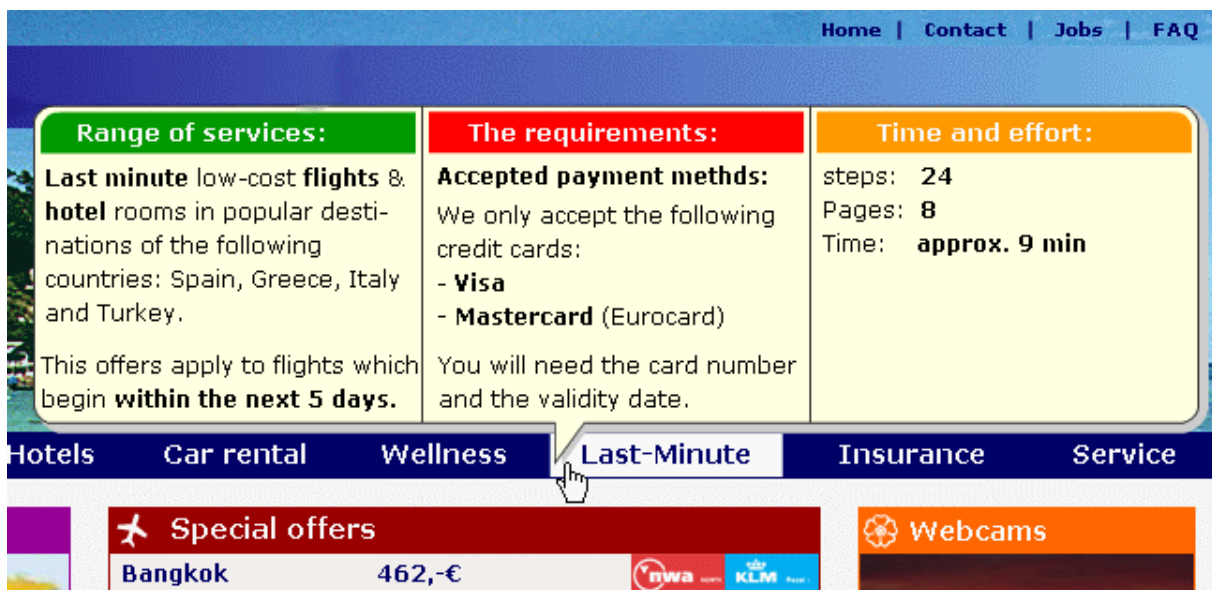 Home | Contact | Jobs | FAQ
Range of services:
Last minute low-cost flights &
hotel rooms in popular desti-
nations of the following
countries: Spain, Greece, Italy
and Turkey.
This offers apply to flights which
begin within the next 5 days.
The requirements:
Accepted payment methds:
We only accept the following
credit cards:
- Visa
- Mastercard (Eurocard)
You will need the card number
and the validity date.
Time and effort:
steps: 24
Pages: 8
Time: approx. 9 min
Hotels Car rental Wellness Last-Minute Insurance Service
Special offers
Bangkok 462,-€ nwa KLM
Webcams